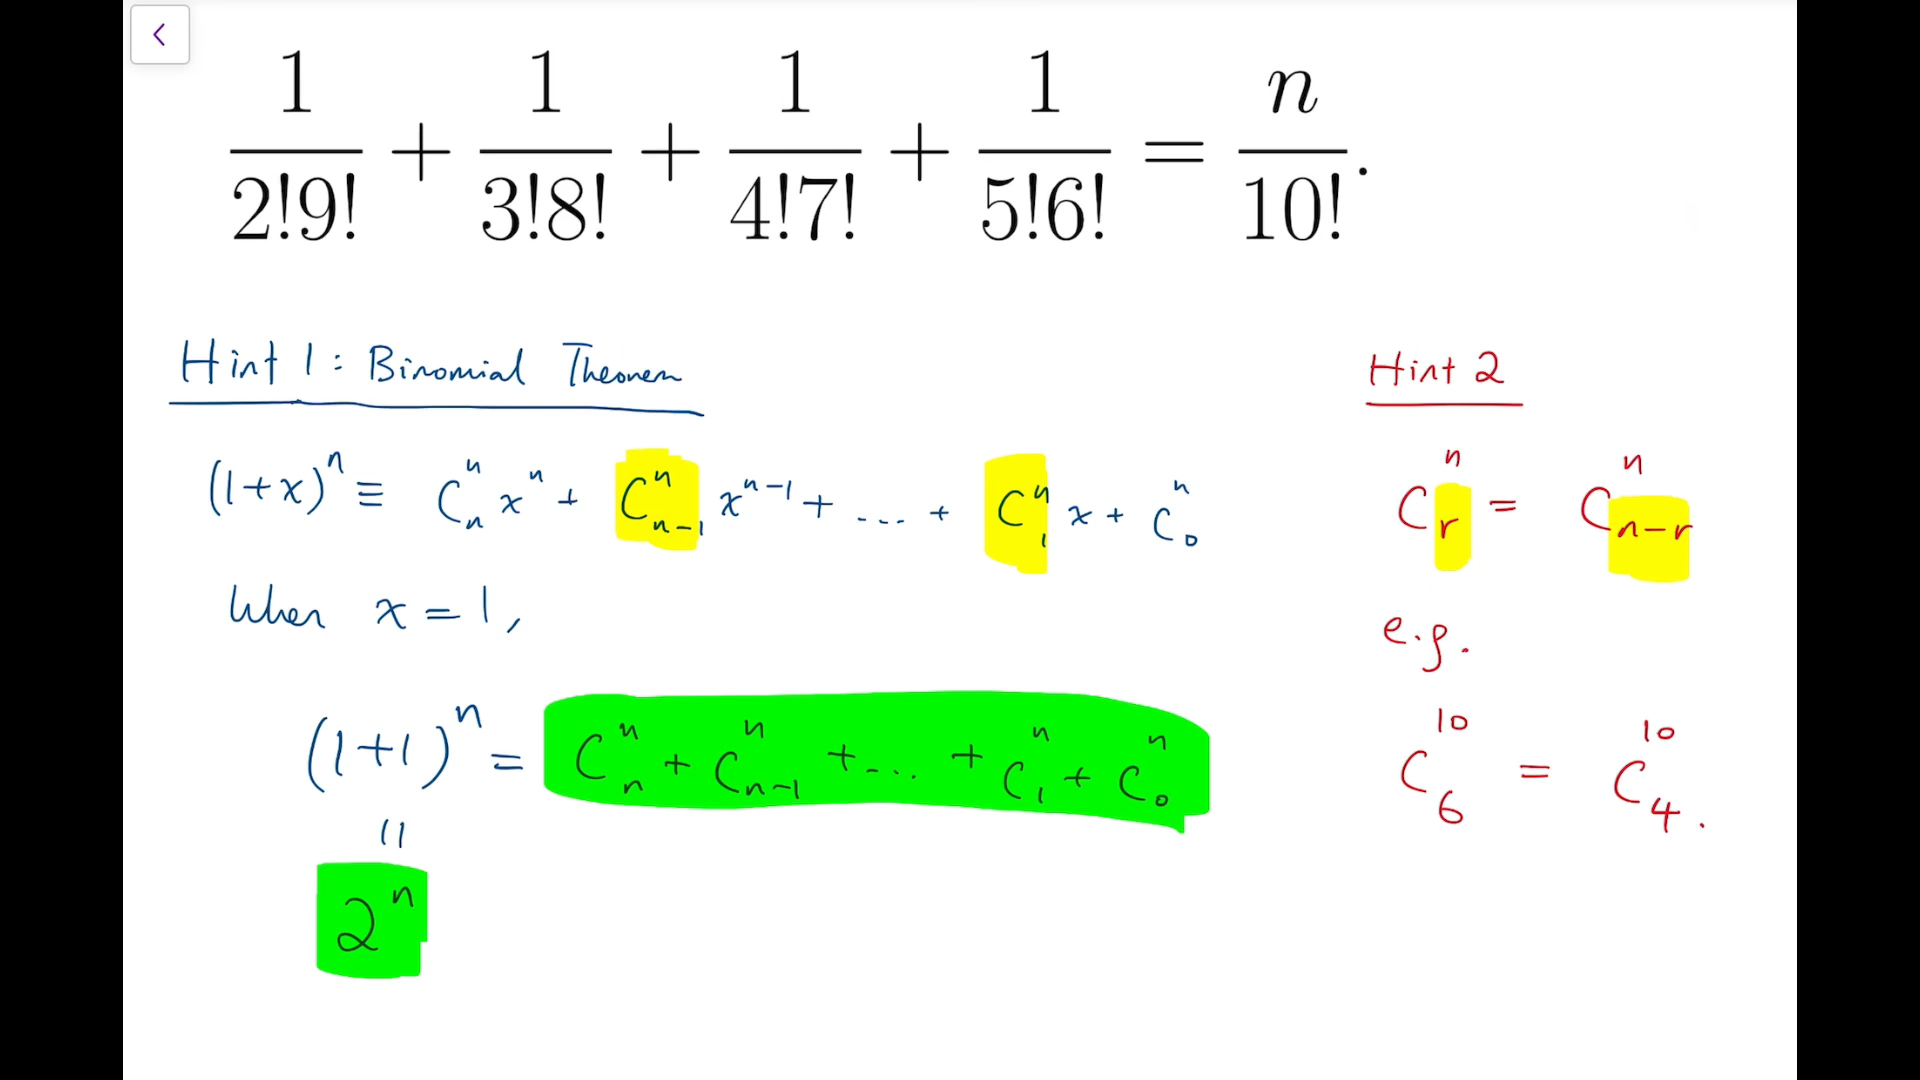 1/2!9! + 1/3!8! + 1/4!7! + 1/5!6! = n/10!.
Hint 1 : Binomial Theorem
(1+x)^n ≡ C^n_n x^n + C^n_{n-1} x^{n-1} + ... + C^n_1 x + C^n_0
When x = 1,
(1+1)^n = C^n_n + C^n_{n-1} + ... + C^n_1 + C^n_0
=
2^n
Hint 2
C^n_r = C^n_{n-r}
e.g.
C^10_6 = C^10_4.